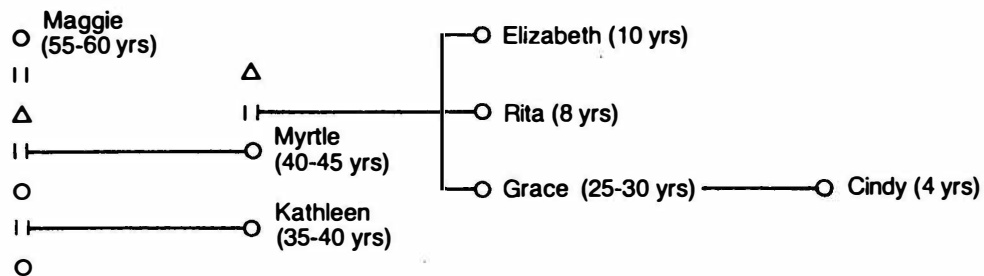 Maggie
(55-60 yrs)
Elizabeth (10 yrs)
Rita (8 yrs)
Myrtle
(40-45 yrs)
Grace (25-30 yrs)
Cindy (4 yrs)
Kathleen
(35-40 yrs)